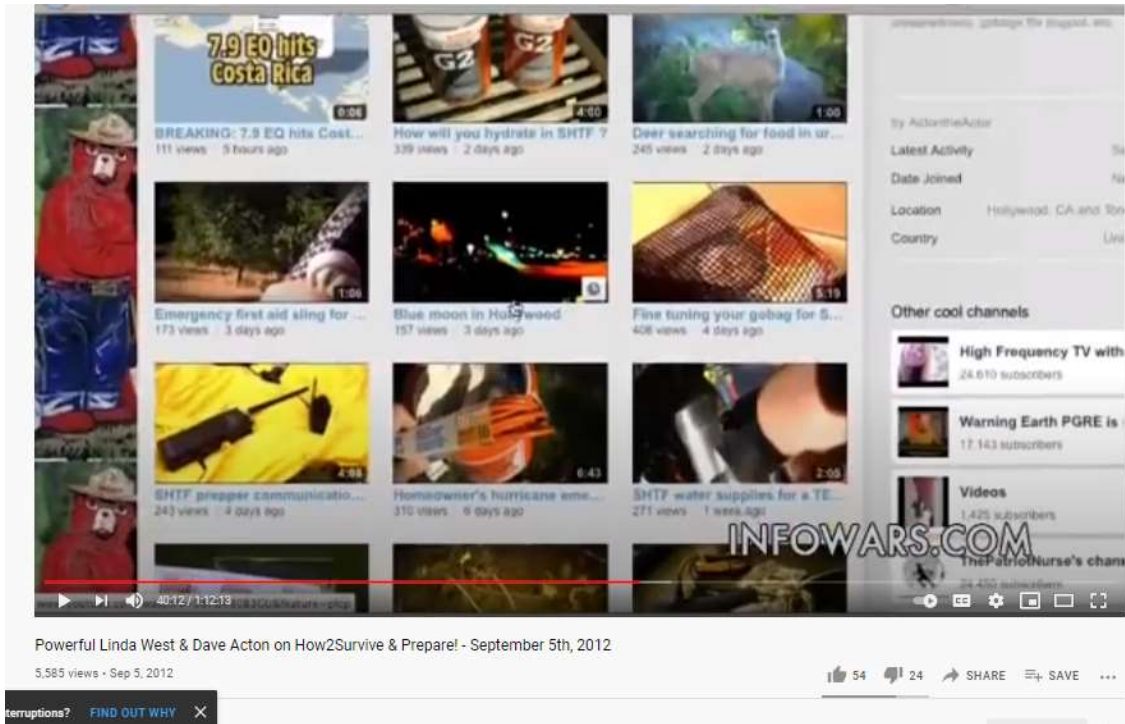 7.9 EQ hits
Costa Rica
0:06
G2
G2
4:00
1:00
BREAKING: 7.9 EQ hits Cost...
111 views 5 hours ago
How will you hydrate in SHTF ?
339 views 2 days ago
Deer searching for food in ur...
245 views 2 days ago
by ActontheActor
Latest Activity
Date Joined
Location Hollywood, CA and
Country
1:06
5:19
Emergency first aid sling for ...
173 views 3 days ago
Blue moon in Hollywood
157 views 3 days ago
Fine tuning your gobag for S...
408 views 4 days ago
Other cool channels
High Frequency TV with
24,610 subscribers
Warning Earth PGRE is
17,143 subscribers
Videos
1,425 subscribers
ThePatriotNurse's chan
24,450 subscribers
4:08
6:43
2:05
SHTF prepper communicatio...
243 views 4 days ago
Homeowner's hurricane eme...
310 views 6 days ago
SHTF water supplies for a TE...
271 views 1 week ago
INFOWARS.COM
40:12 / 1:12:13
CC
Powerful Linda West & Dave Acton on How2Survive & Prepare! - September 5th, 2012
5,585 views • Sep 5, 2012
54 24 SHARE SAVE ...
terruptions? FIND OUT WHY X